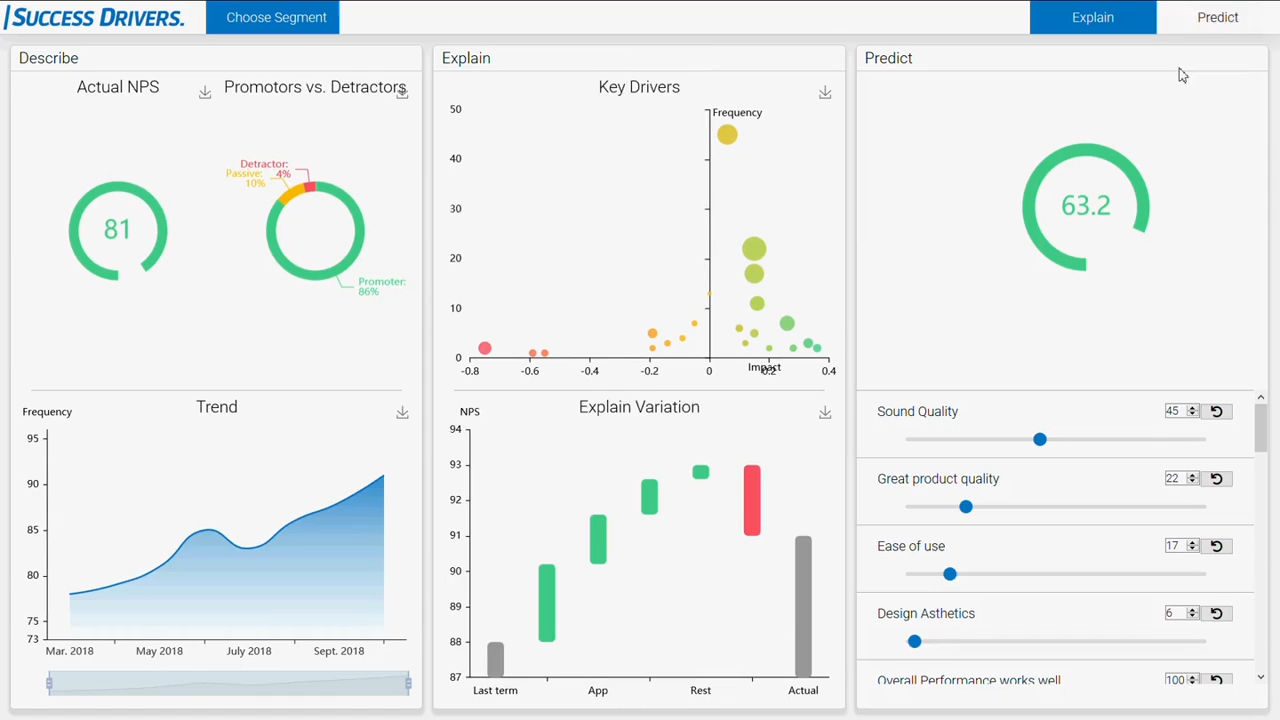 SUCCESS DRIVERS.
Choose Segment
Explain
Predict
Describe
Actual NPS
Promotors vs. Detractors
81
Detractor:
4%
Passive:
10%
Promoter:
86%
Trend
Frequency
95
90
85
80
75
73
Mar. 2018
May. 2018
July. 2018
Sept. 2018
Explain
Key Drivers
Frequency
50
40
30
20
10
0
-0.8
-0.6
-0.4
-0.2
0
0.2
0.4
Impact
Explain Variation
NPS
94
93
92
91
90
89
88
87
Last term
App
Rest
Actual
Predict
63.2
Sound Quality
45
Great product quality
22
Ease of use
17
Design Asthetics
6
Overall Performance works well
100